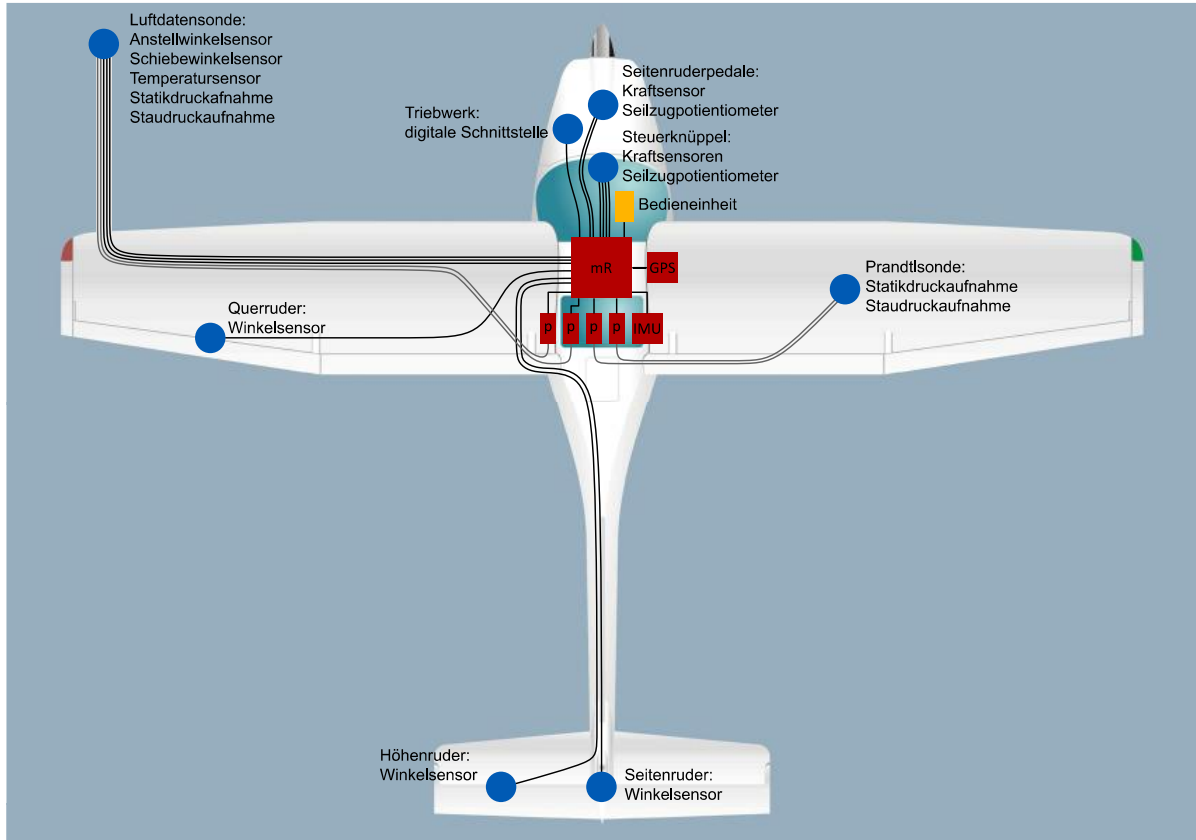 Luftdatensonde:
Anstellwinkelsensor
Schiebewinkelsensor
Temperatursensor
Statikdruckafnahme
Staudruckaufnahme
Triebwerk:
digitale Schnittstelle
Seitenruderpedale:
Kraftsensor
Seilzugpotientiometer
Steuerknüppel:
Kraftsensoren
Seilzugpotientiometer
Bedieneinheit
mR
GPS
Prandtlsonde:
Statikdruckaufnahme
Staudruckaufnahme
Querruder:
Winkelsensor
p
p
p
p
IMU
Höhenruder:
Winkelsensor
Seitenruder:
Winkelsensor